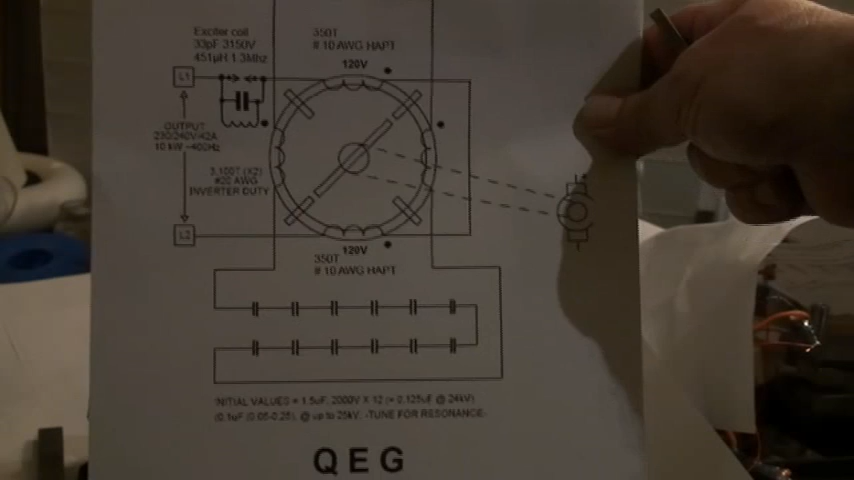 Exciter coil
33pF 3150V
451µH 1.3Mhz
350T
# 10 AWG HAPT
120V
L1
OUTPUT
230/240V/42A
10 kW ~400Hz
3,100T (X2)
#20 AWG
INVERTER DUTY
L2
120V
350T
# 10 AWG HAPT
INITIAL VALUES = 1.5uF, 2000V X 12 (= 0.125uF @ 24kV)
(0.1uF (0.05-0.25), @ up to 25kV. -TUNE FOR RESONANCE-
QEG